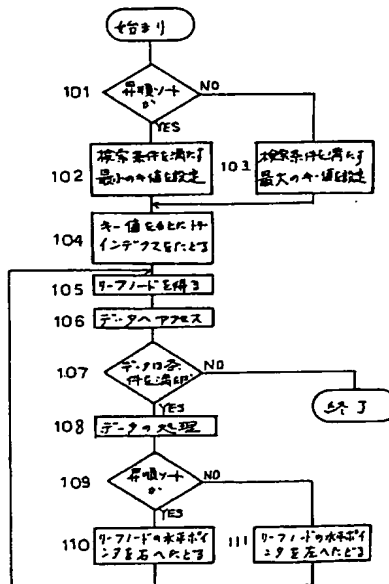 始まり
101
昇順ソート
か
NO
YES
102
検索条件を満たす
最小のキー値を設定
103
検索条件を満たす
最大のキー値を設定
104
キー値をもとに
インデクスをたどる
105
リーフノードを得る
106
データへアクセス
107
データは条
件を満すか
NO
終了
YES
108
データの処理
109
昇順ソート
か
NO
YES
110
リーフノードの水平ポイ
ンタを右へたどる
111
リーフノードの水平ポイ
ンタを左へたどる